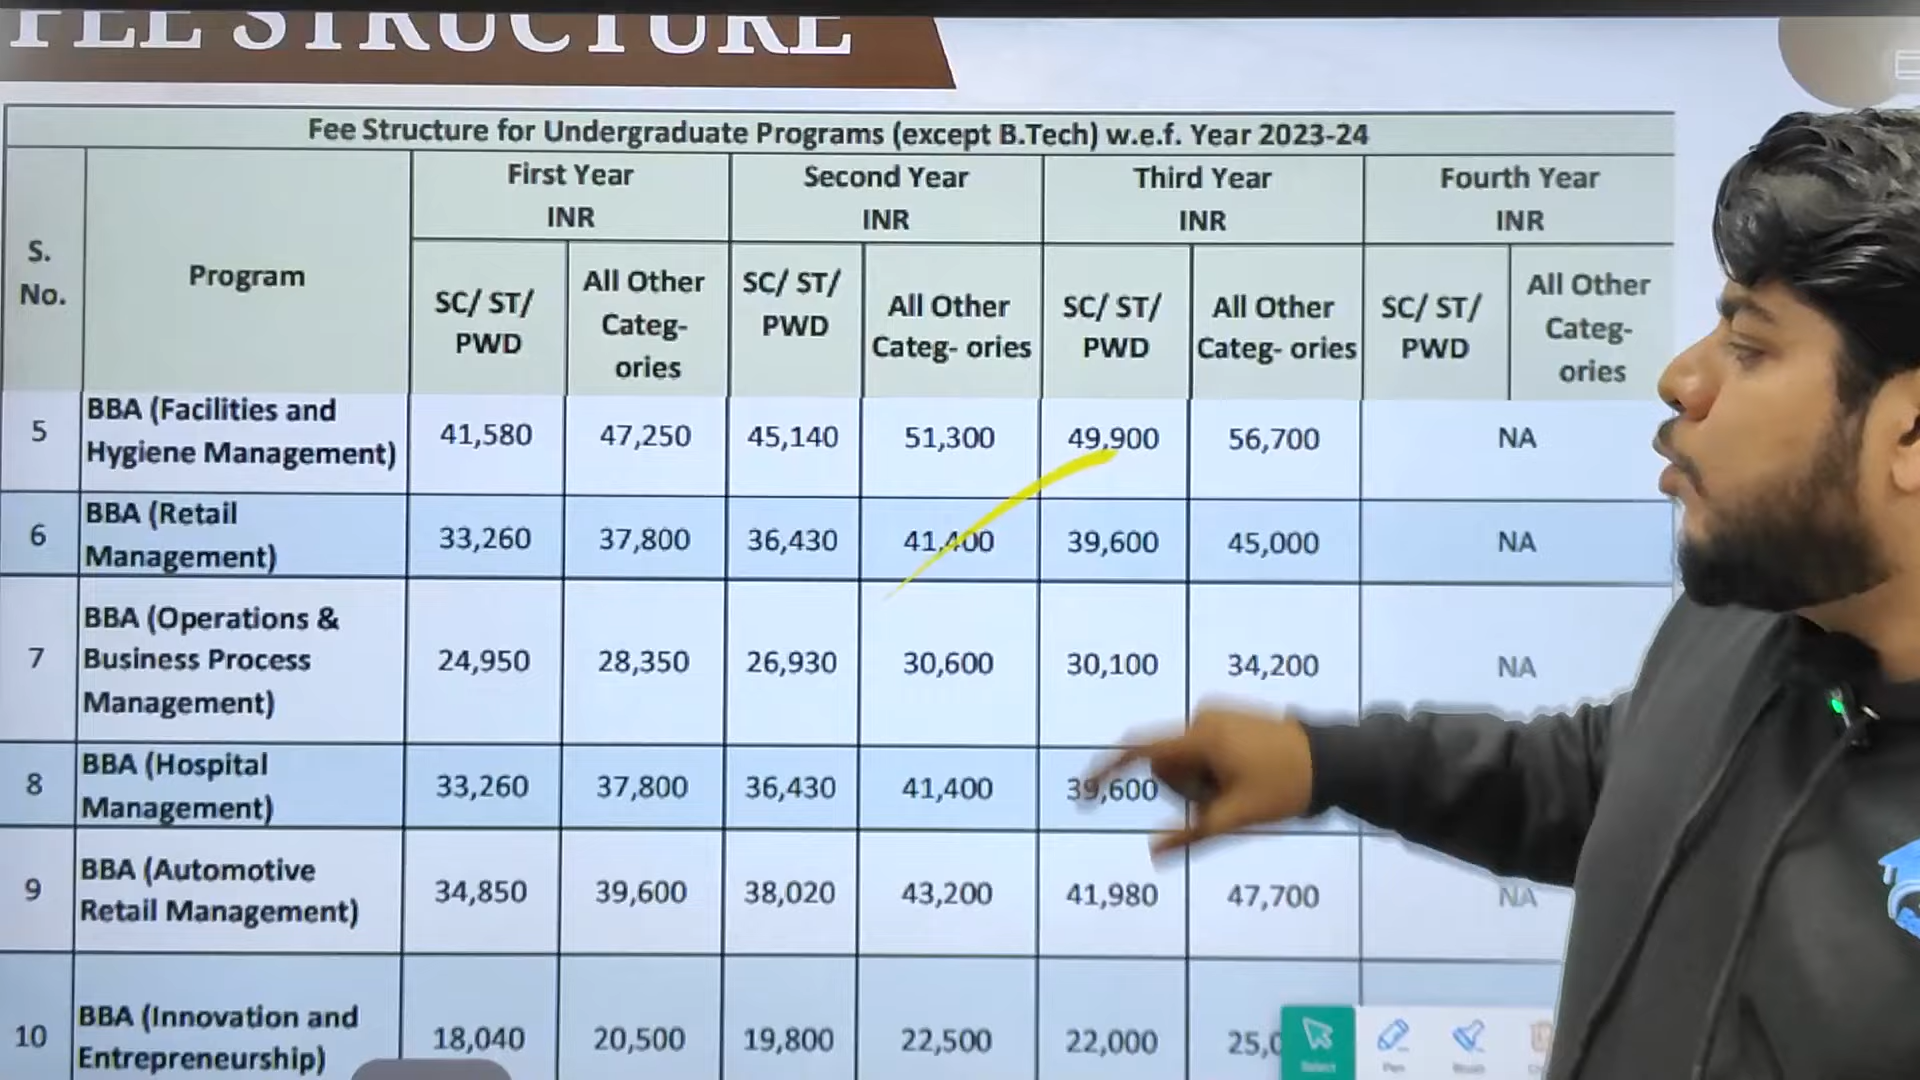 FEE STRUCTURE
Fee Structure for Undergraduate Programs (except B.Tech) w.e.f. Year 2023-24
S. No. Program First Year INR Second Year INR Third Year INR Fourth Year INR
SC/ ST/ PWD All Other Categ- ories SC/ ST/ PWD All Other Categ- ories SC/ ST/ PWD All Other Categ- ories SC/ ST/ PWD All Other Categ- ories
5 BBA (Facilities and Hygiene Management) 41,580 47,250 45,140 51,300 49,900 56,700 NA
6 BBA (Retail Management) 33,260 37,800 36,430 41,400 39,600 45,000 NA
7 BBA (Operations & Business Process Management) 24,950 28,350 26,930 30,600 30,100 34,200 NA
8 BBA (Hospital Management) 33,260 37,800 36,430 41,400 39,600
9 BBA (Automotive Retail Management) 34,850 39,600 38,020 43,200 41,980 47,700 NA
10 BBA (Innovation and Entrepreneurship) 18,040 20,500 19,800 22,500 22,000 25,0
Select Pen